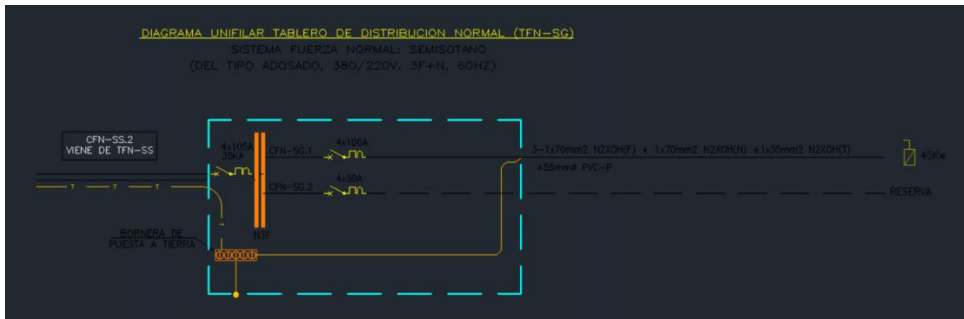 DIAGRAMA UNIFILAR TABLERO DE DISTRIBUCION NORMAL (TFN-SG)
SISTEMA FUERZA NORMAL: SEMISOTANO
(DEL TIPO ADOSADO, 380/220V, 3F+N, 60HZ)
CFN-SS.2
VIENE DE TFN-SS
4x105A
35KA
CFN-SG.1
4x100A
3-1x70mm2 N2XOH(F) + 1x70mm2 N2XOH(N) +1x35mm2 N2XOH(T)
+55mmø PVC-P
45Kw
CFN-SG.2
4x30A
RESERVA
T T T
N3F
BORNERA DE
PUESTA A TIERRA